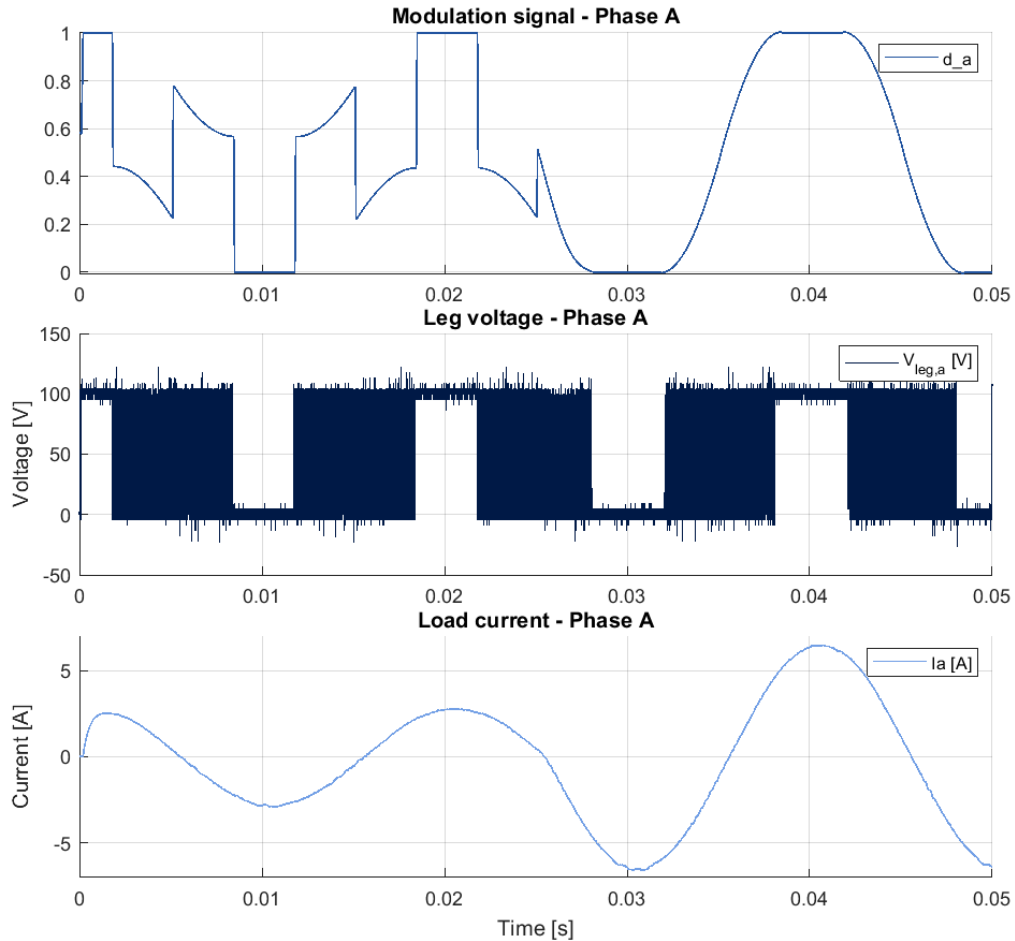 Modulation signal - Phase A
1
0.8
0.6
0.4
0.2
0
d_a
0 0.01 0.02 0.03 0.04 0.05
Leg voltage - Phase A
Voltage [V]
150
100
50
0
-50
V_leg,a [V]
0 0.01 0.02 0.03 0.04 0.05
Load current - Phase A
Current [A]
5
0
-5
Ia [A]
0 0.01 0.02 0.03 0.04 0.05
Time [s]